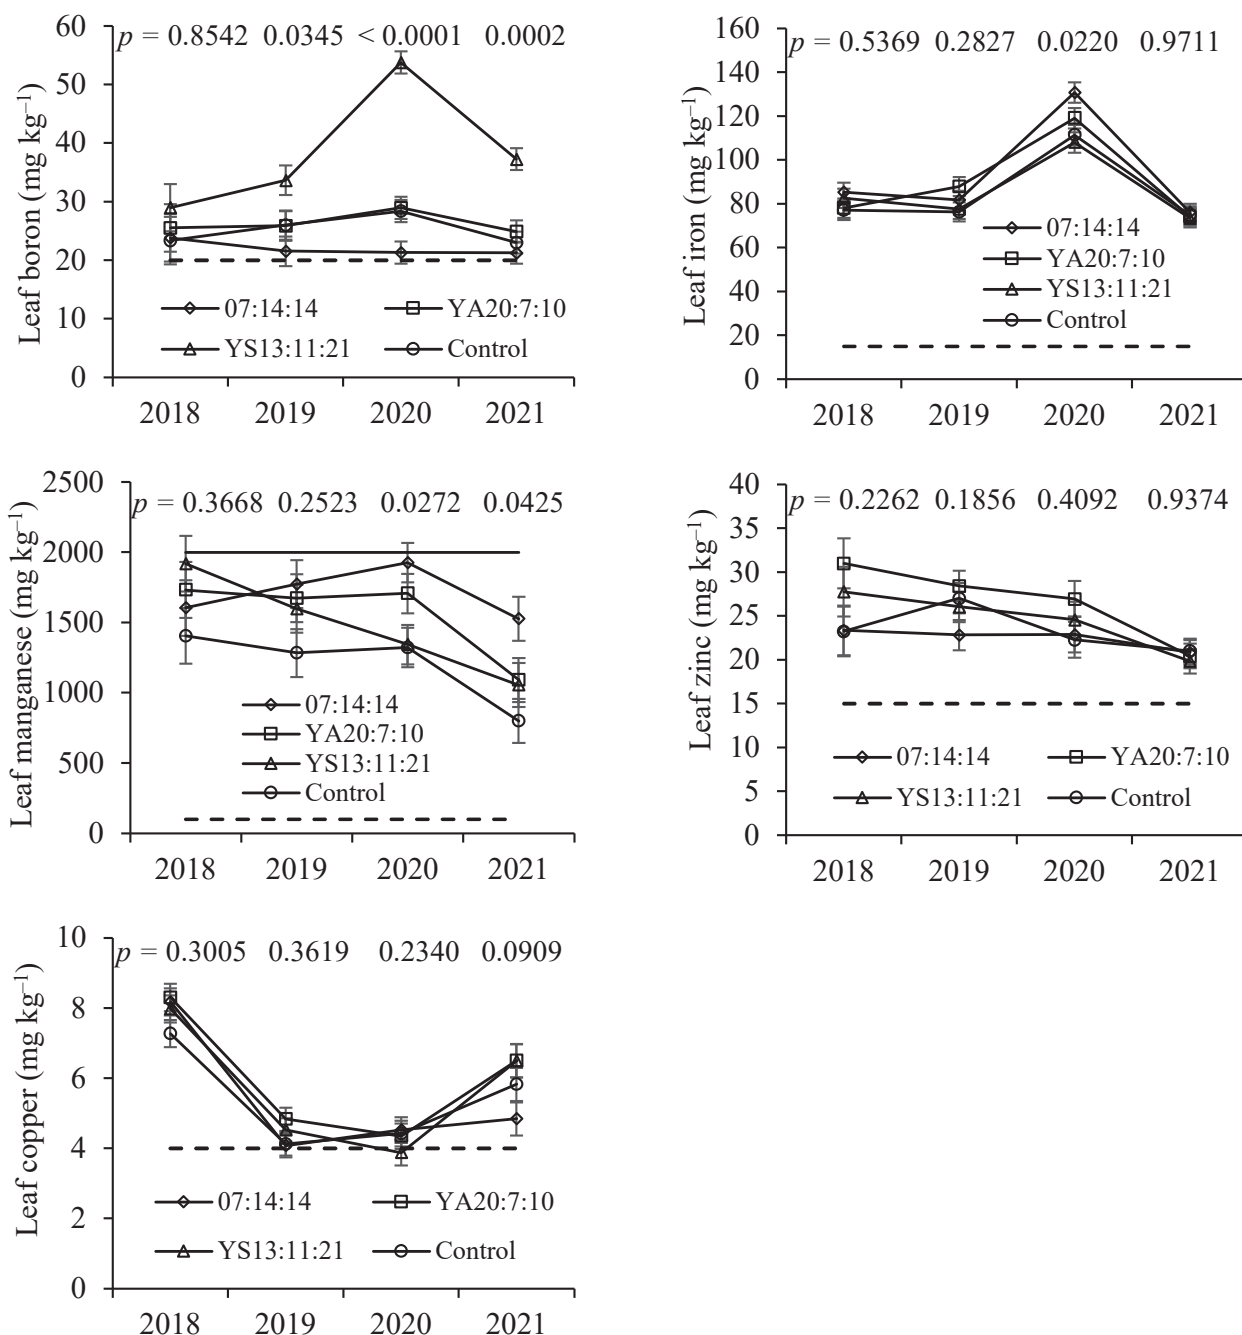 Leaf boron (mg kg⁻¹)
60
50
40
30
20
10
0
p = 0.8542 0.0345 < 0.0001 0.0002
07:14:14 YA20:7:10
YS13:11:21 Control
2018 2019 2020 2021
Leaf iron (mg kg⁻¹)
160
140
120
100
80
60
40
20
0
p = 0.5369 0.2827 0.0220 0.9711
07:14:14
YA20:7:10
YS13:11:21
Control
2018 2019 2020 2021
Leaf manganese (mg kg⁻¹)
2500
2000
1500
1000
500
0
p = 0.3668 0.2523 0.0272 0.0425
07:14:14
YA20:7:10
YS13:11:21
Control
2018 2019 2020 2021
Leaf zinc (mg kg⁻¹)
40
35
30
25
20
15
10
5
0
p = 0.2262 0.1856 0.4092 0.9374
07:14:14 YA20:7:10
YS13:11:21 Control
2018 2019 2020 2021
Leaf copper (mg kg⁻¹)
10
8
6
4
2
0
p = 0.3005 0.3619 0.2340 0.0909
07:14:14 YA20:7:10
YS13:11:21 Control
2018 2019 2020 2021